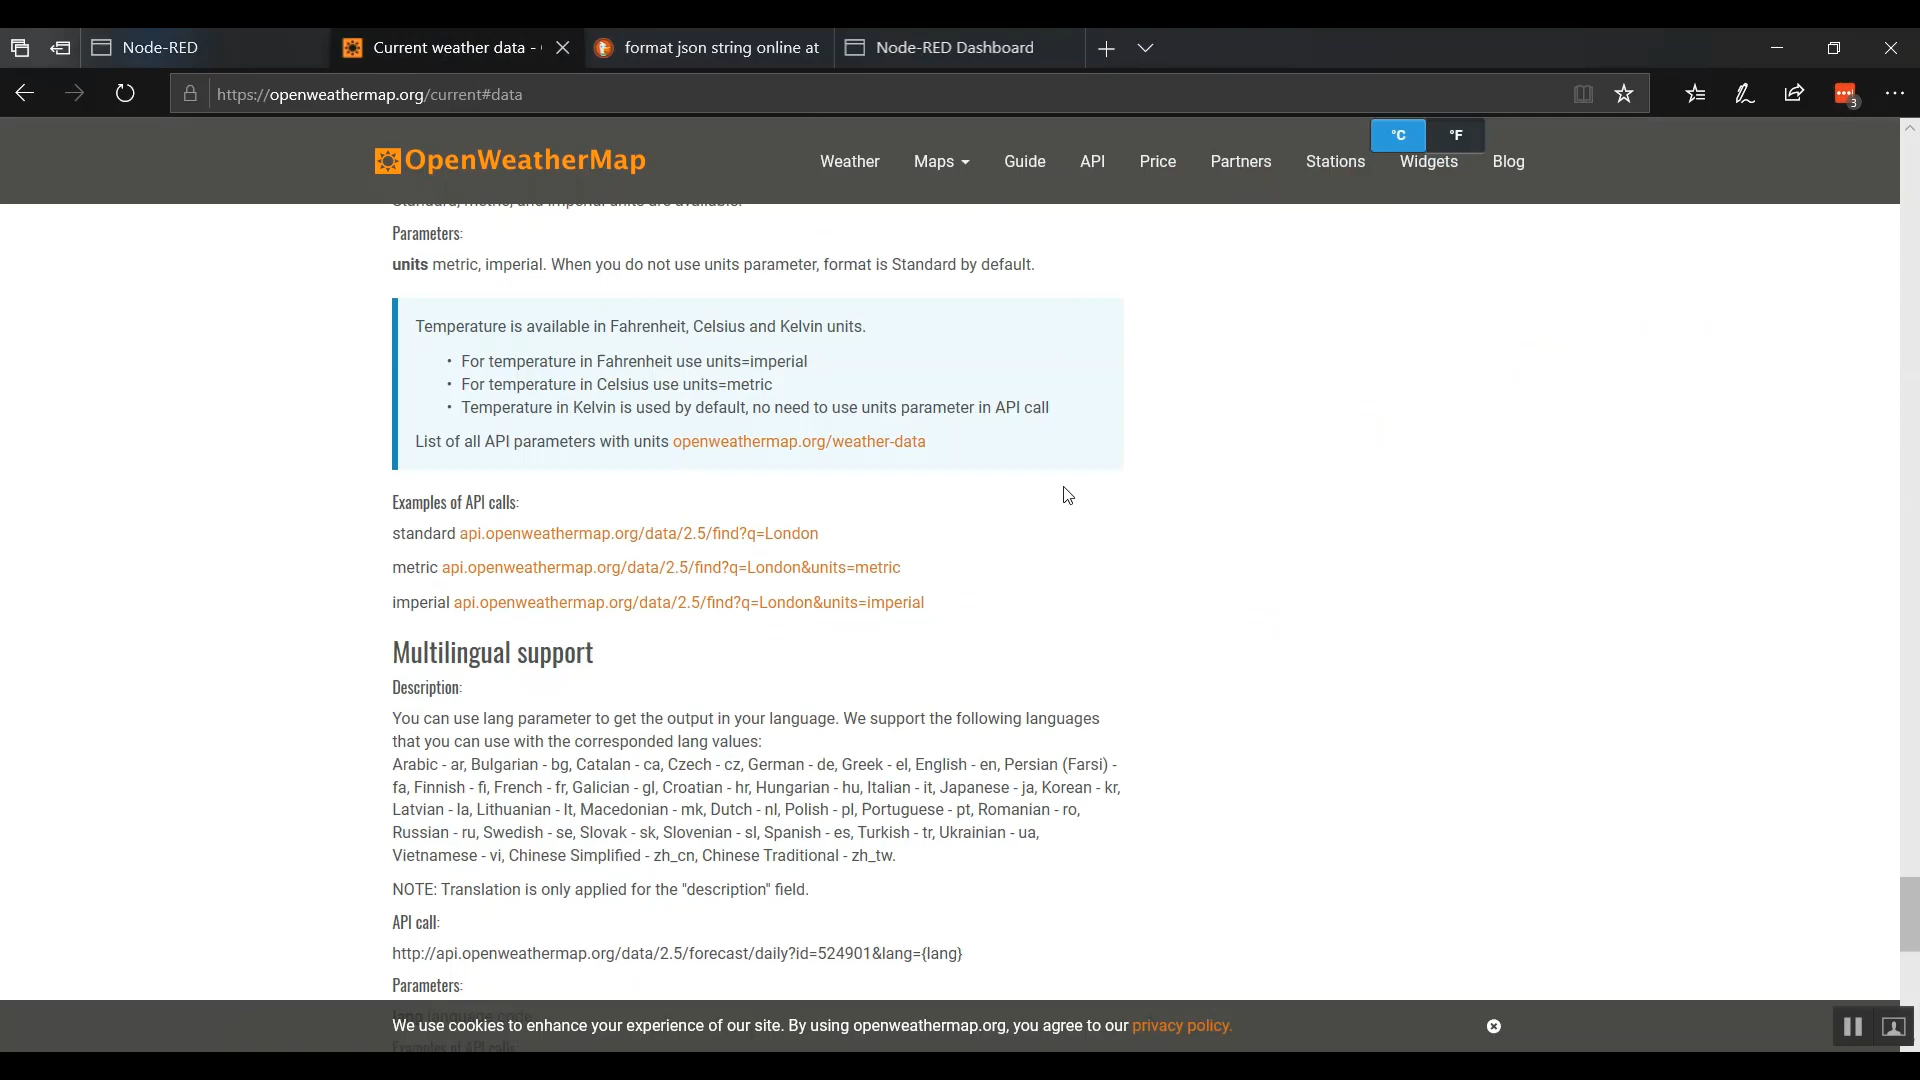 Node-RED
Current weather data - 
format json string online at
Node-RED Dashboard
https://openweathermap.org/current#data
3
°C °F
OpenWeatherMap
Weather Maps Guide API Price Partners Stations Widgets Blog
Standard, metric, and imperial units are available.
Parameters:
units metric, imperial. When you do not use units parameter, format is Standard by default.
Temperature is available in Fahrenheit, Celsius and Kelvin units.
• For temperature in Fahrenheit use units=imperial
• For temperature in Celsius use units=metric
• Temperature in Kelvin is used by default, no need to use units parameter in API call
List of all API parameters with units openweathermap.org/weather-data
Examples of API calls:
standard api.openweathermap.org/data/2.5/find?q=London
metric api.openweathermap.org/data/2.5/find?q=London&units=metric
imperial api.openweathermap.org/data/2.5/find?q=London&units=imperial
Multilingual support
Description:
You can use lang parameter to get the output in your language. We support the following languages
that you can use with the corresponded lang values:
Arabic - ar, Bulgarian - bg, Catalan - ca, Czech - cz, German - de, Greek - el, English - en, Persian (Farsi) -
fa, Finnish - fi, French - fr, Galician - gl, Croatian - hr, Hungarian - hu, Italian - it, Japanese - ja, Korean - kr,
Latvian - la, Lithuanian - lt, Macedonian - mk, Dutch - nl, Polish - pl, Portuguese - pt, Romanian - ro,
Russian - ru, Swedish - se, Slovak - sk, Slovenian - sl, Spanish - es, Turkish - tr, Ukrainian - ua,
Vietnamese - vi, Chinese Simplified - zh_cn, Chinese Traditional - zh_tw.
NOTE: Translation is only applied for the "description" field.
API call:
http://api.openweathermap.org/data/2.5/forecast/daily?id=524901&lang={lang}
Parameters:
We use cookies to enhance your experience of our site. By using openweathermap.org, you agree to our privacy policy.
Examples of API calls: